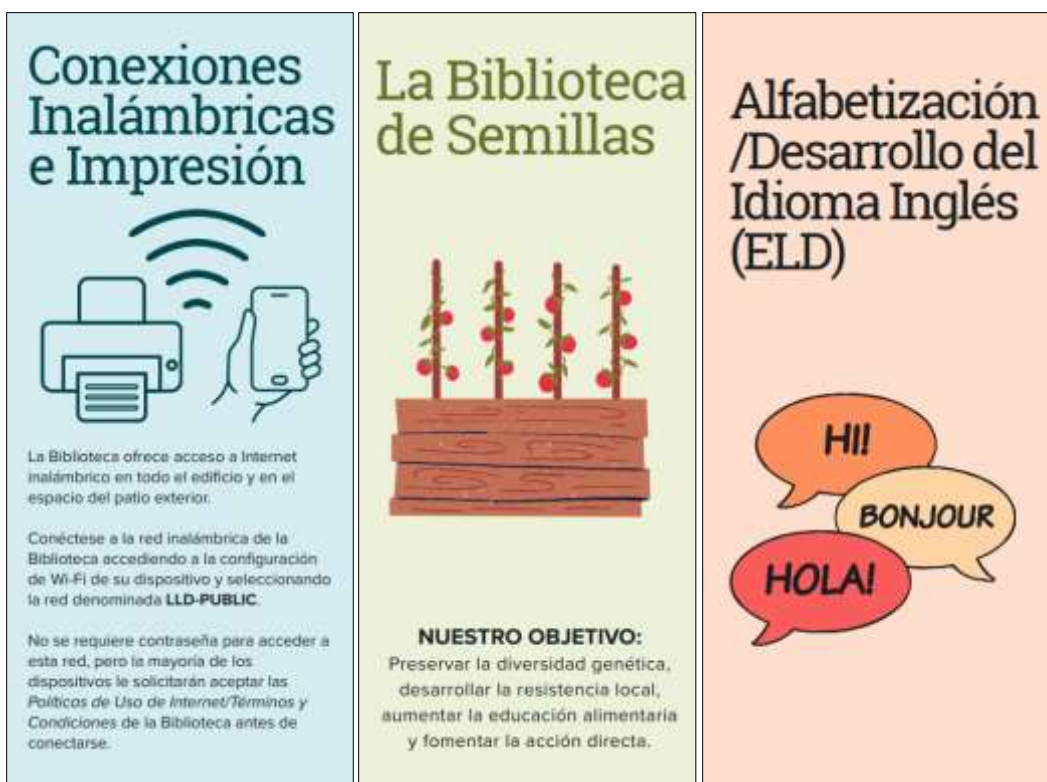 Conexiones
Inalámbricas
e Impresión
La Biblioteca ofrece acceso a Internet
inalámbrico en todo el edificio y en el
espacio del patio exterior.
Conéctese a la red inalámbrica de la
Biblioteca accediendo a la configuración
de Wi-Fi de su dispositivo y seleccionando
la red denominada LLD-PUBLIC.
No se requiere contraseña para acceder a
esta red, pero la mayoría de los
dispositivos le solicitarán aceptar las
Políticas de Uso de Internet/Términos y
Condiciones de la Biblioteca antes de
conectarse.
La Biblioteca
de Semillas
NUESTRO OBJETIVO:
Preservar la diversidad genética,
desarrollar la resistencia local,
aumentar la educación alimentaria
y fomentar la acción directa.
Alfabetización
/Desarrollo del
Idioma Inglés
(ELD)
HI!
BONJOUR
HOLA!